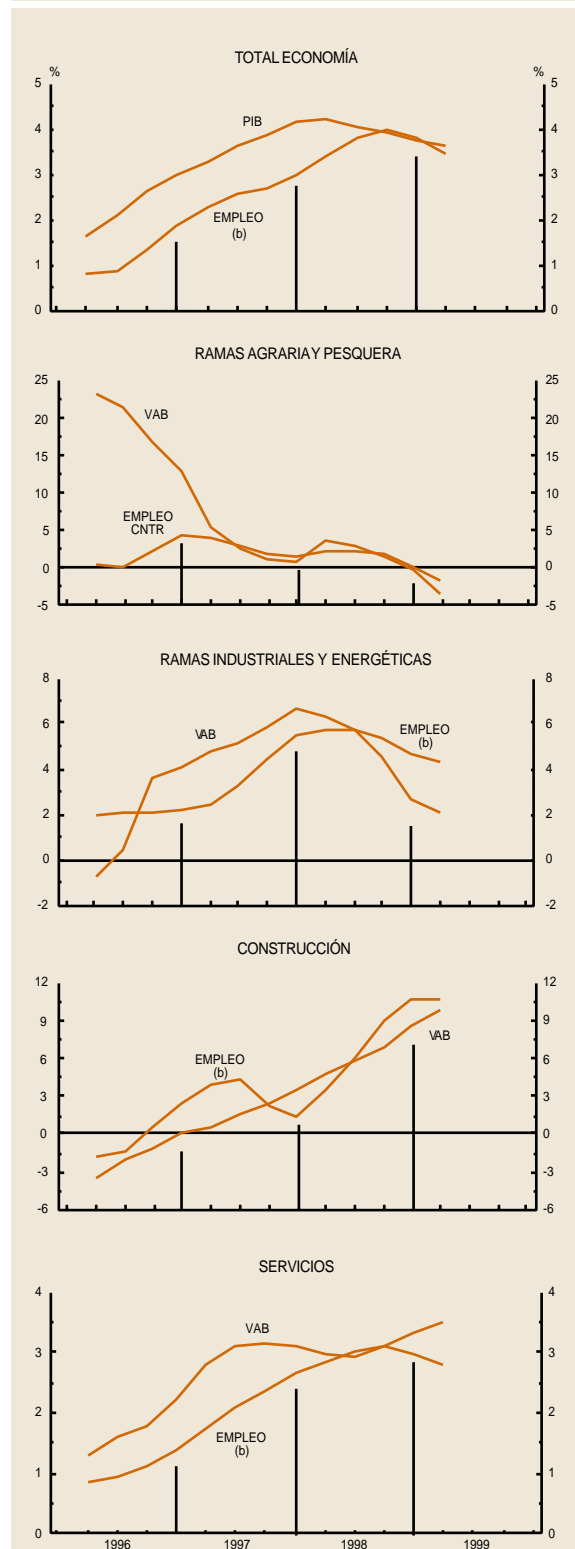 TOTAL ECONOMÍA
% %
5 5
PIB
4 4
3 3
EMPLEO
(b)
2 2
1 1
0 0
RAMAS AGRARIA Y PESQUERA
25 25
VAB
20 20
15 15
10 10
EMPLEO
CNTR
5 5
0 0
-5 -5
RAMAS INDUSTRIALES Y ENERGÉTICAS
8 8
VAB
EMPLEO
(b)
6 6
4 4
2 2
0 0
-2 -2
CONSTRUCCIÓN
12 12
9 9
VAB
EMPLEO
(b)
6 6
3 3
0 0
-3 -3
-6 -6
SERVICIOS
4 4
VAB
3 3
2 2
EMPLEO
(b)
1 1
0 0
1996 1997 1998 1999